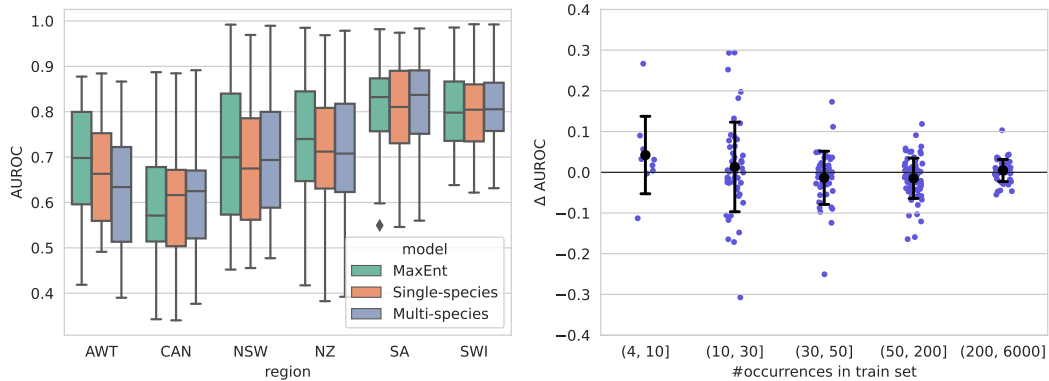 1.0
0.9
0.8
0.7
0.6
0.5
0.4
AUROC
AWT CAN NSW NZ SA SWI
region
model
MaxEnt
Single-species
Multi-species
0.4
0.3
0.2
0.1
0.0
−0.1
−0.2
−0.3
−0.4
Δ AUROC
(4, 10] (10, 30] (30, 50] (50, 200] (200, 6000]
#occurrences in train set